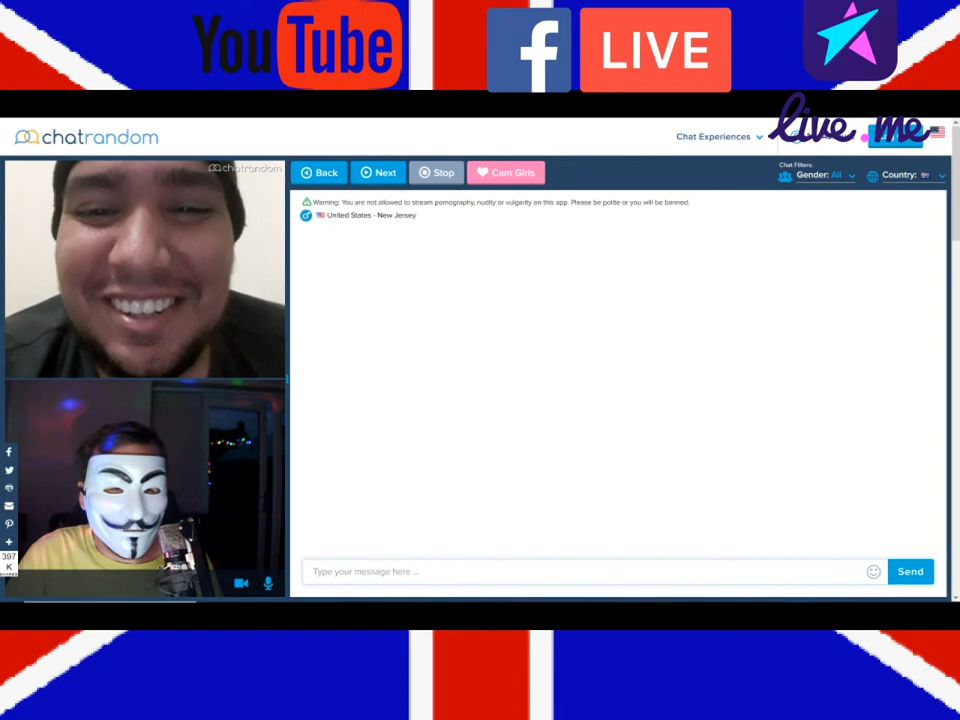 YouTube
f LIVE
live.me
chatrandom
Chat Experiences
chatrandom
Back
Next
Stop
Cam Girls
Chat Filters:
Gender: All
Country:
Warning: You are not allowed to stream pornography, nudity or vulgarity on this app. Please be polite or you will be banned.
United States - New Jersey
397
K
Type your message here ...
Send